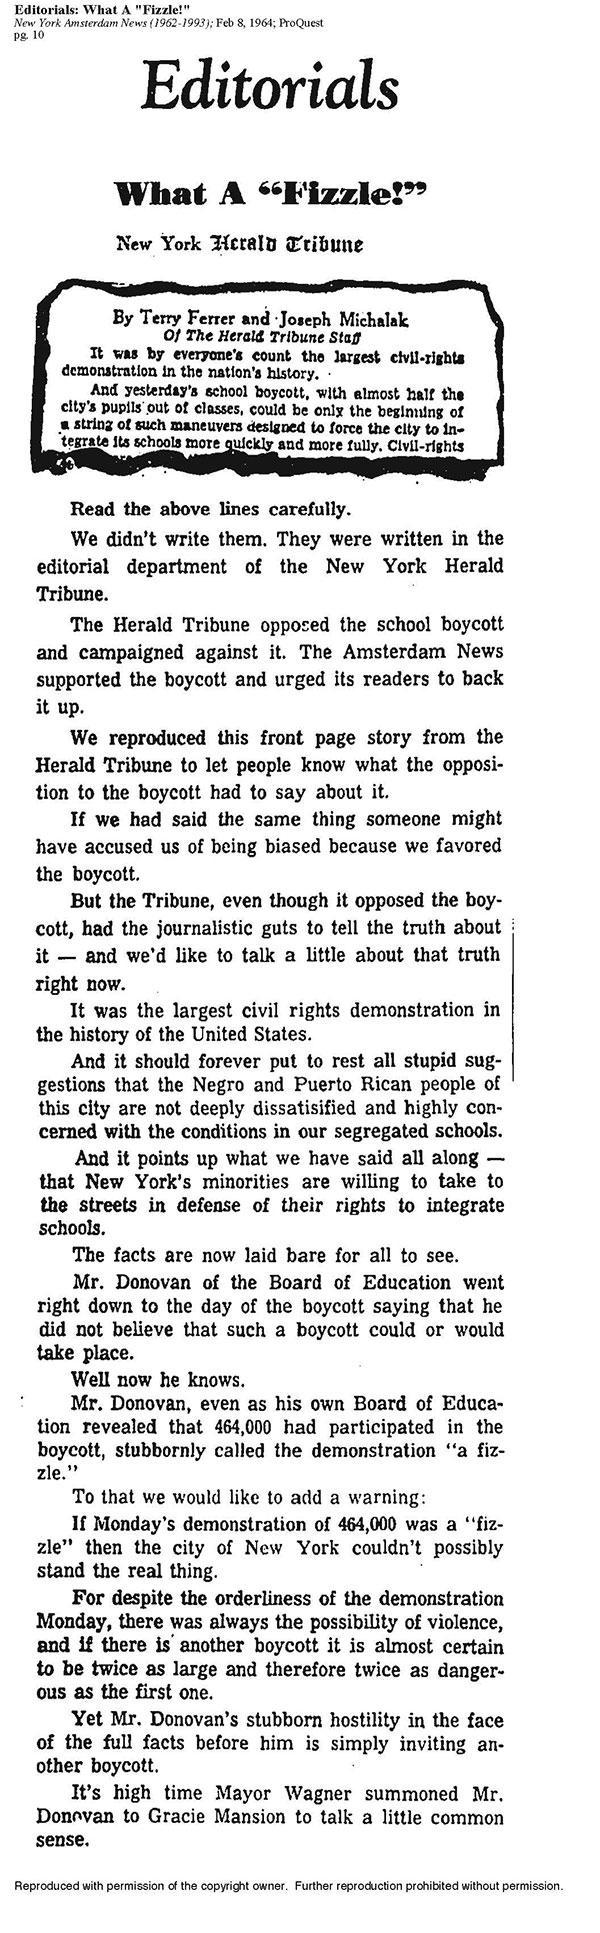 Editorials: What A "Fizzle!"
New York Amsterdam News (1962-1993); Feb 8, 1964; ProQuest
pg. 10
Editorials
What A “Fizzle!”
New York Herald Tribune
By Terry Ferrer and Joseph Michalak
Of The Herald Tribune Staff
It was by everyone's count the largest civil-rights
demonstration in the nation's history.
And yesterday's school boycott, with almost half the
city's pupils out of classes, could be only the beginning of
a string of such maneuvers designed to force the city to in-
tegrate its schools more quickly and more fully. Civil-rights
Read the above lines carefully.
We didn't write them. They were written in the
editorial department of the New York Herald
Tribune.
The Herald Tribune opposed the school boycott
and campaigned against it. The Amsterdam News
supported the boycott and urged its readers to back
it up.
We reproduced this front page story from the
Herald Tribune to let people know what the opposi-
tion to the boycott had to say about it.
If we had said the same thing someone might
have accused us of being biased because we favored
the boycott.
But the Tribune, even though it opposed the boy-
cott, had the journalistic guts to tell the truth about
it — and we'd like to talk a little about that truth
right now.
It was the largest civil rights demonstration in
the history of the United States.
And it should forever put to rest all stupid sug-
gestions that the Negro and Puerto Rican people of
this city are not deeply dissatisified and highly con-
cerned with the conditions in our segregated schools.
And it points up what we have said all along —
that New York's minorities are willing to take to
the streets in defense of their rights to integrate
schools.
The facts are now laid bare for all to see.
Mr. Donovan of the Board of Education went
right down to the day of the boycott saying that he
did not believe that such a boycott could or would
take place.
Well now he knows.
Mr. Donovan, even as his own Board of Educa-
tion revealed that 464,000 had participated in the
boycott, stubbornly called the demonstration “a fiz-
zle.”
To that we would like to add a warning:
If Monday's demonstration of 464,000 was a “fiz-
zle” then the city of New York couldn't possibly
stand the real thing.
For despite the orderliness of the demonstration
Monday, there was always the possibility of violence,
and if there is another boycott it is almost certain
to be twice as large and therefore twice as danger-
ous as the first one.
Yet Mr. Donovan's stubborn hostility in the face
of the full facts before him is simply inviting an-
other boycott.
It's high time Mayor Wagner summoned Mr.
Donovan to Gracie Mansion to talk a little common
sense.
Reproduced with permission of the copyright owner. Further reproduction prohibited without permission.